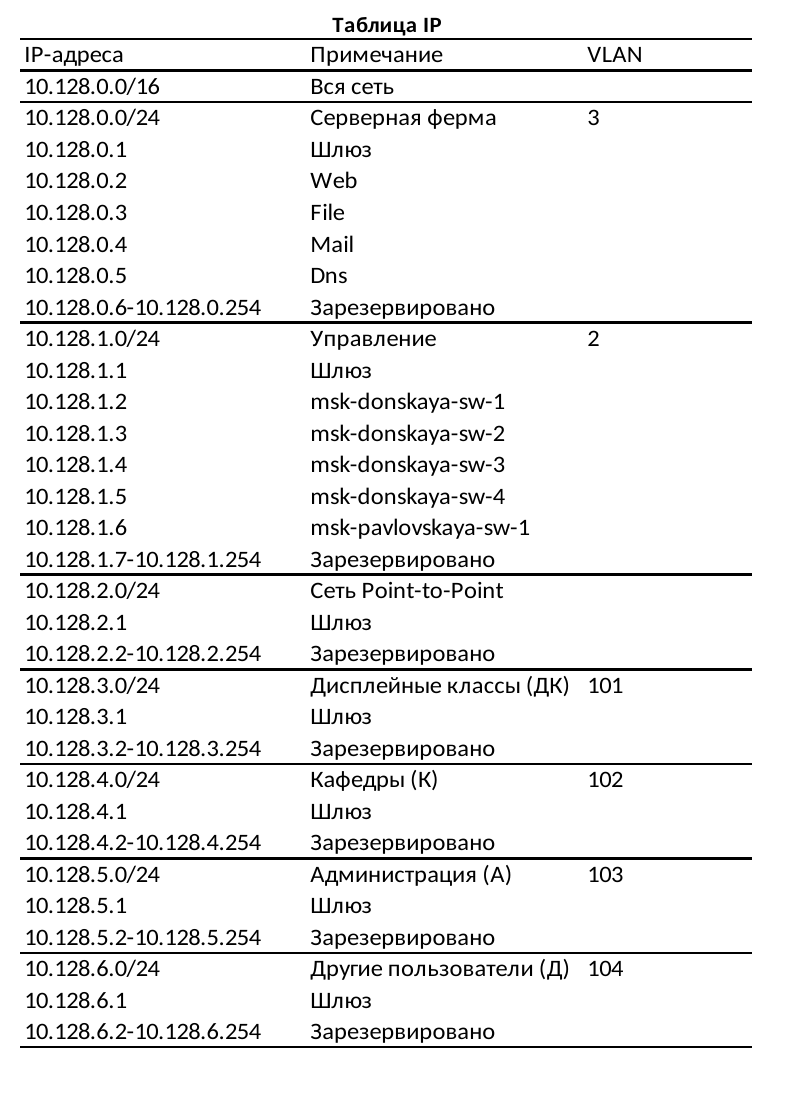 Таблица IP
IP-адреса Примечание VLAN
10.128.0.0/16 Вся сеть
10.128.0.0/24 Серверная ферма 3
10.128.0.1 Шлюз
10.128.0.2 Web
10.128.0.3 File
10.128.0.4 Mail
10.128.0.5 Dns
10.128.0.6-10.128.0.254 Зарезервировано
10.128.1.0/24 Управление 2
10.128.1.1 Шлюз
10.128.1.2 msk-donskaya-sw-1
10.128.1.3 msk-donskaya-sw-2
10.128.1.4 msk-donskaya-sw-3
10.128.1.5 msk-donskaya-sw-4
10.128.1.6 msk-pavlovskaya-sw-1
10.128.1.7-10.128.1.254 Зарезервировано
10.128.2.0/24 Сеть Point-to-Point
10.128.2.1 Шлюз
10.128.2.2-10.128.2.254 Зарезервировано
10.128.3.0/24 Дисплейные классы (ДК) 101
10.128.3.1 Шлюз
10.128.3.2-10.128.3.254 Зарезервировано
10.128.4.0/24 Кафедры (К) 102
10.128.4.1 Шлюз
10.128.4.2-10.128.4.254 Зарезервировано
10.128.5.0/24 Администрация (А) 103
10.128.5.1 Шлюз
10.128.5.2-10.128.5.254 Зарезервировано
10.128.6.0/24 Другие пользователи (Д) 104
10.128.6.1 Шлюз
10.128.6.2-10.128.6.254 Зарезервировано